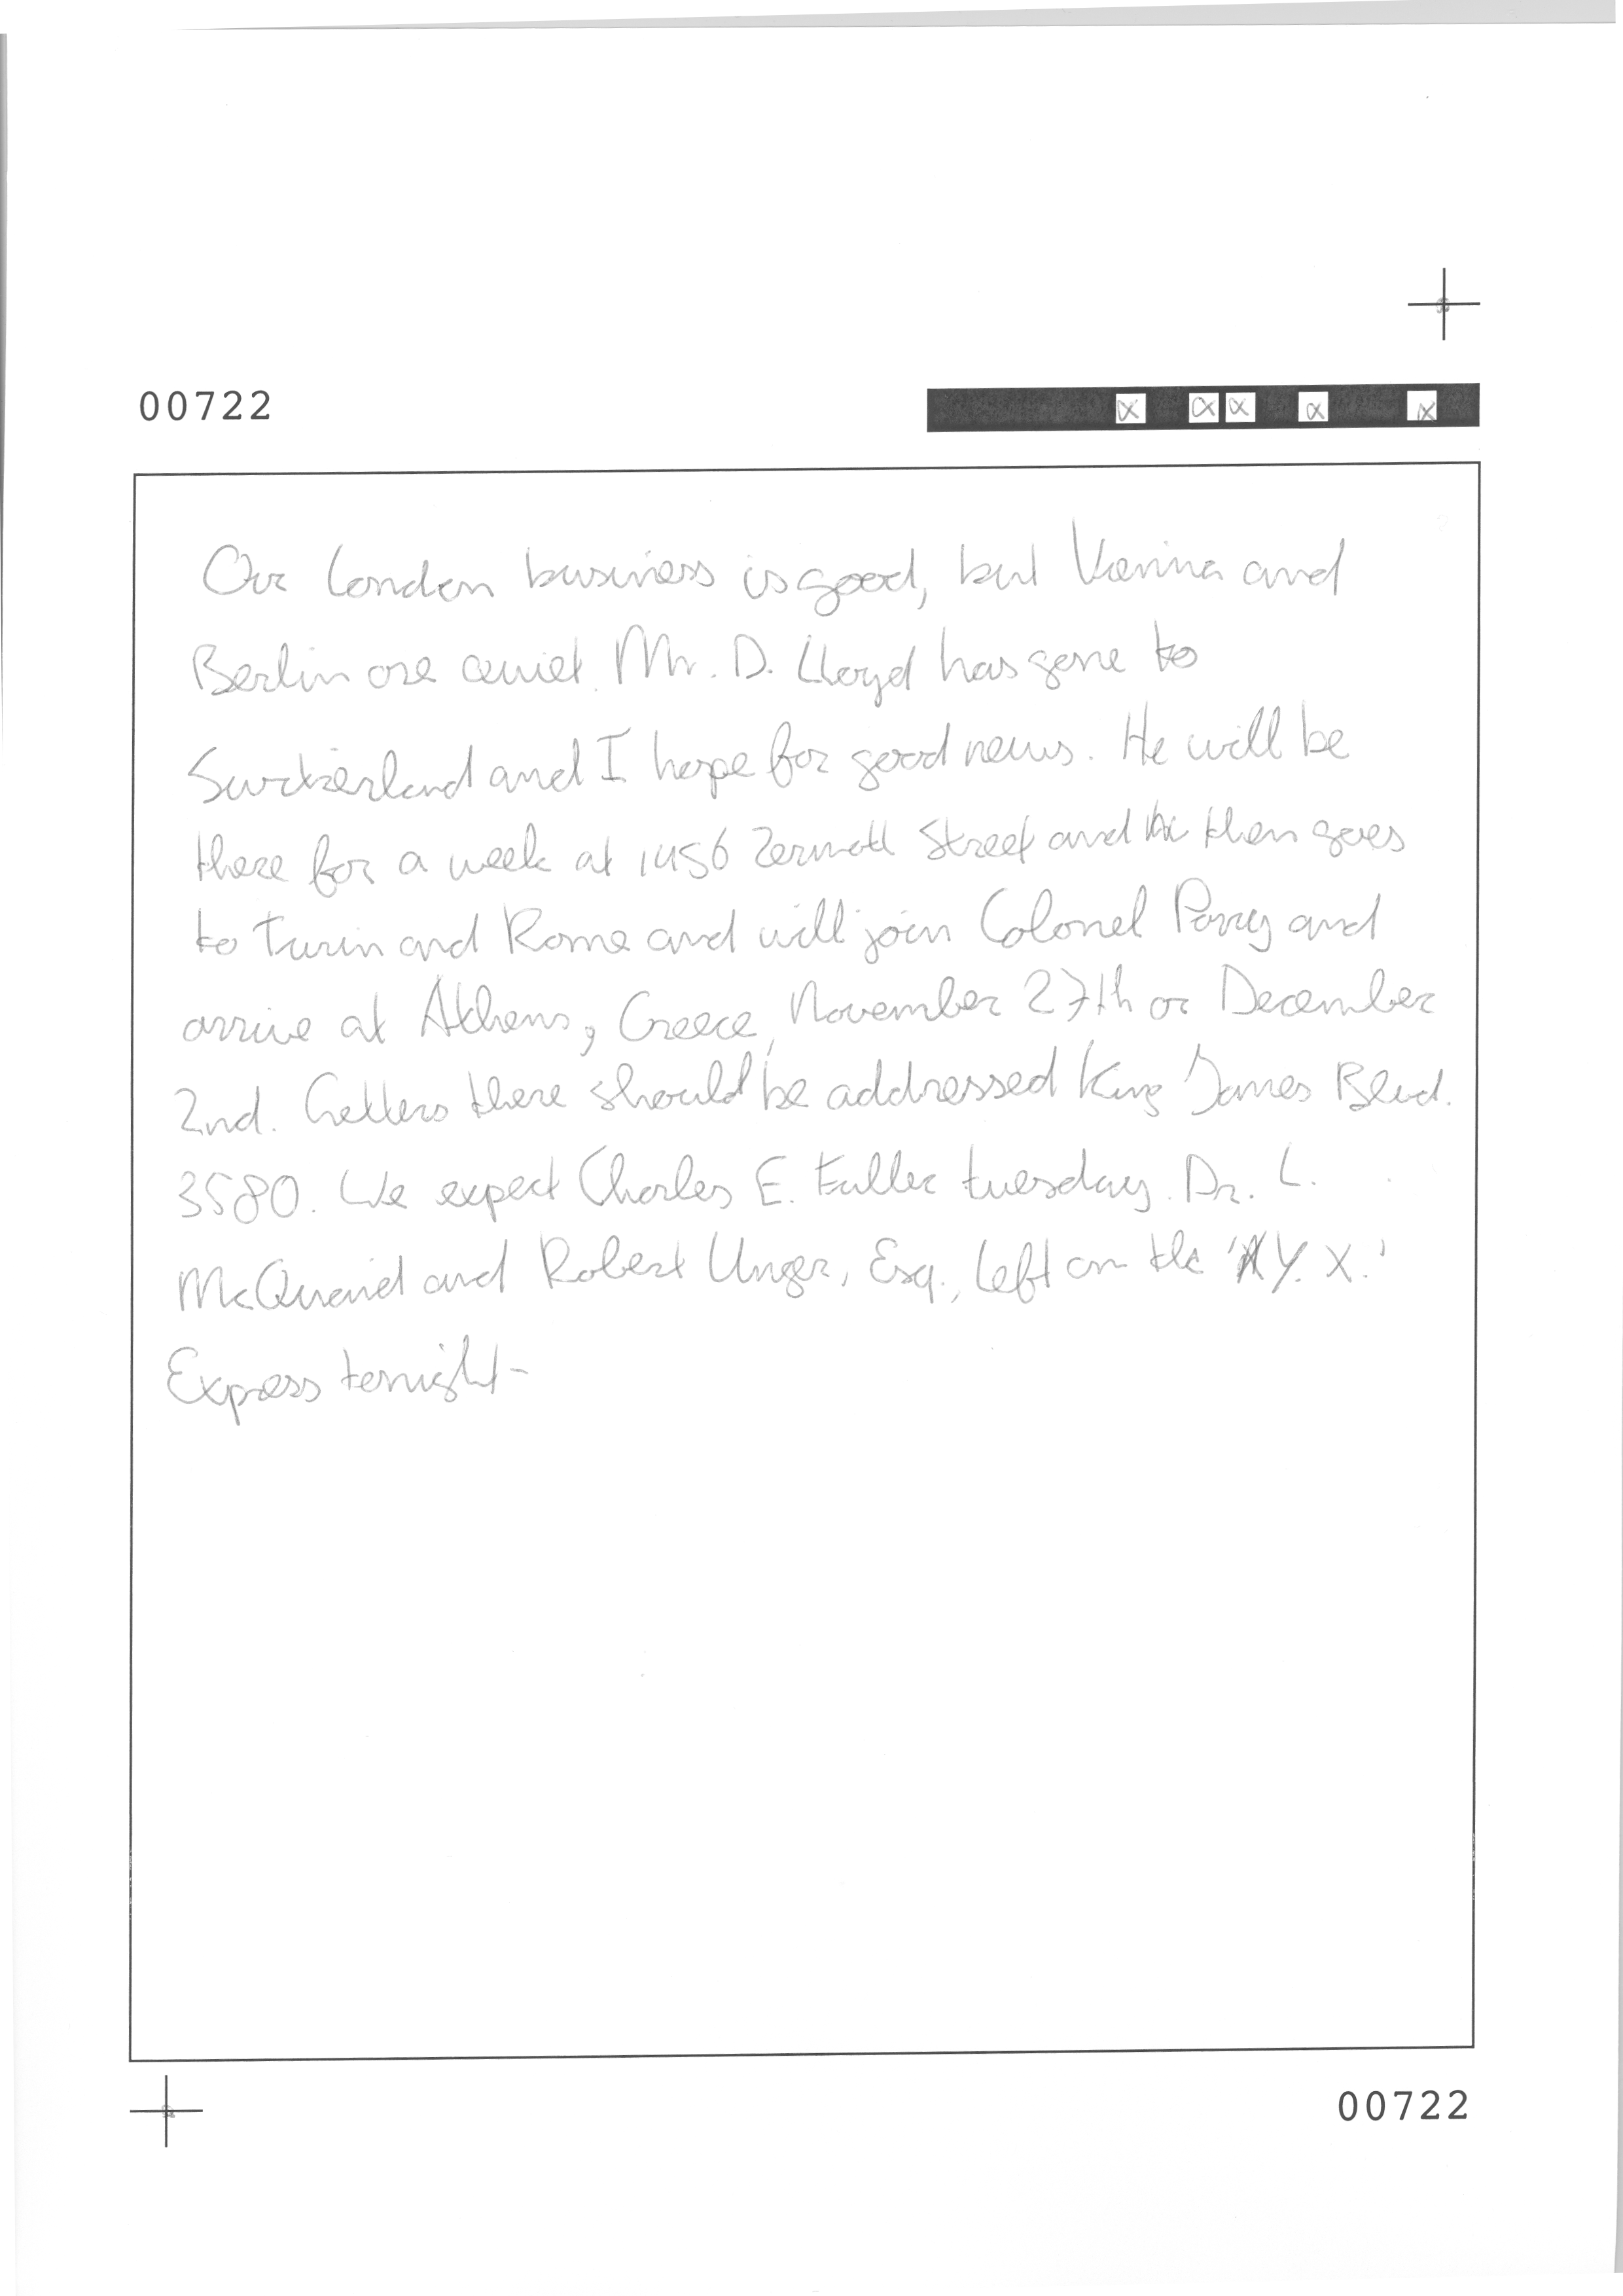 00722
Our London business is good, but Vienna and
Berlin are quiet. Mr. D. Lloyd has gone to
Switzerland and I hope for good news. He will be
there for a week at 1456 Zermott Street and then goes
to Turin and Rome and will join Colonel Parry and
arrive at Athens, Greece, November 27th or December
2nd. Letters there should be addressed King James Blvd.
3580. We expect Charles E. Fuller tuesday. Dr. L.
McQuaid and Robert Unger, Esq., left on the 'Y. X.'
Express tonight-
00722